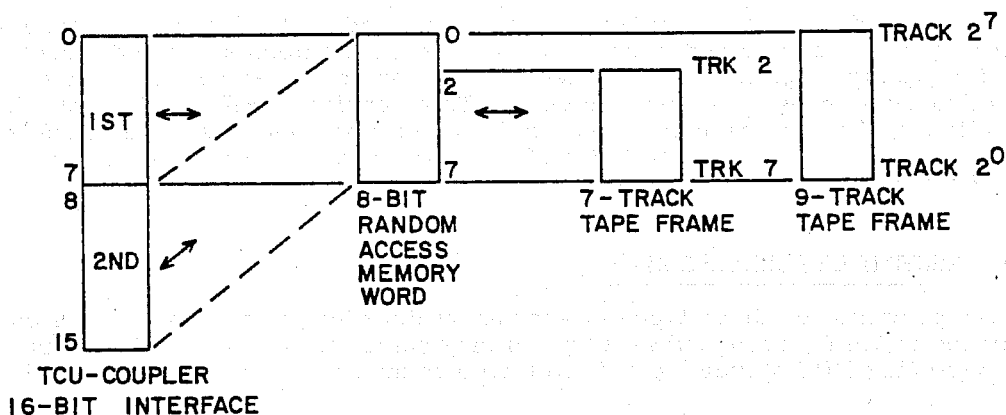 0
1ST
7
8
2ND
15
TCU-COUPLER
16-BIT INTERFACE
0
2
7
8-BIT
RANDOM
ACCESS
MEMORY
WORD
TRK 2
TRK 7
7-TRACK
TAPE FRAME
TRACK 2⁷
TRACK 2⁰
9-TRACK
TAPE FRAME